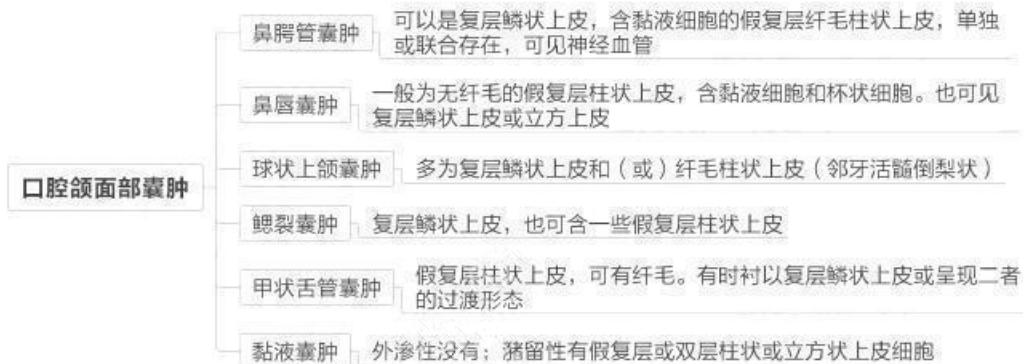 鼻腭管囊肿
可以是复层鳞状上皮，含黏液细胞的假复层纤毛柱状上皮，单独
或联合存在，可见神经血管
鼻唇囊肿
一般为无纤毛的假复层柱状上皮，含黏液细胞和杯状细胞。也可见
复层鳞状上皮或立方上皮
口腔颌面部囊肿
球状上颌囊肿
多为复层鳞状上皮和（或）纤毛柱状上皮（邻牙活髓倒梨状）
鳃裂囊肿
复层鳞状上皮，也可含一些假复层柱状上皮
甲状舌管囊肿
假复层柱状上皮，可有纤毛。有时衬以复层鳞状上皮或呈现二者
的过渡形态
黏液囊肿
外渗性没有；潴留性有假复层或双层柱状或立方状上皮细胞